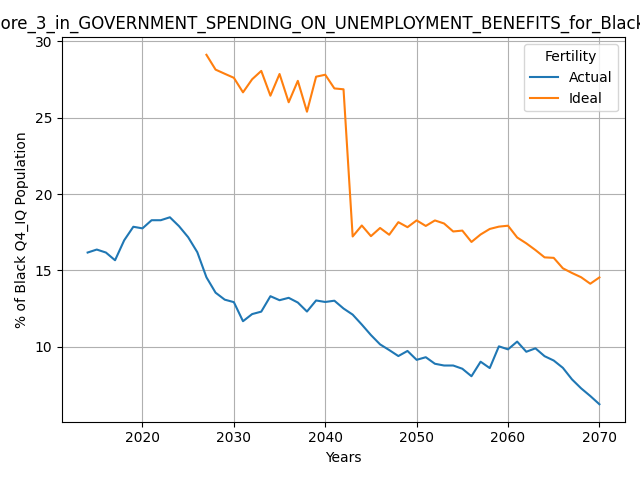 ore_3_in_GOVERNMENT_SPENDING_ON_UNEMPLOYMENT_BENEFITS_for_Black
Fertility
Actual
Ideal
% of Black Q4_IQ Population
30
25
20
15
10
2020 2030 2040 2050 2060 2070
Years